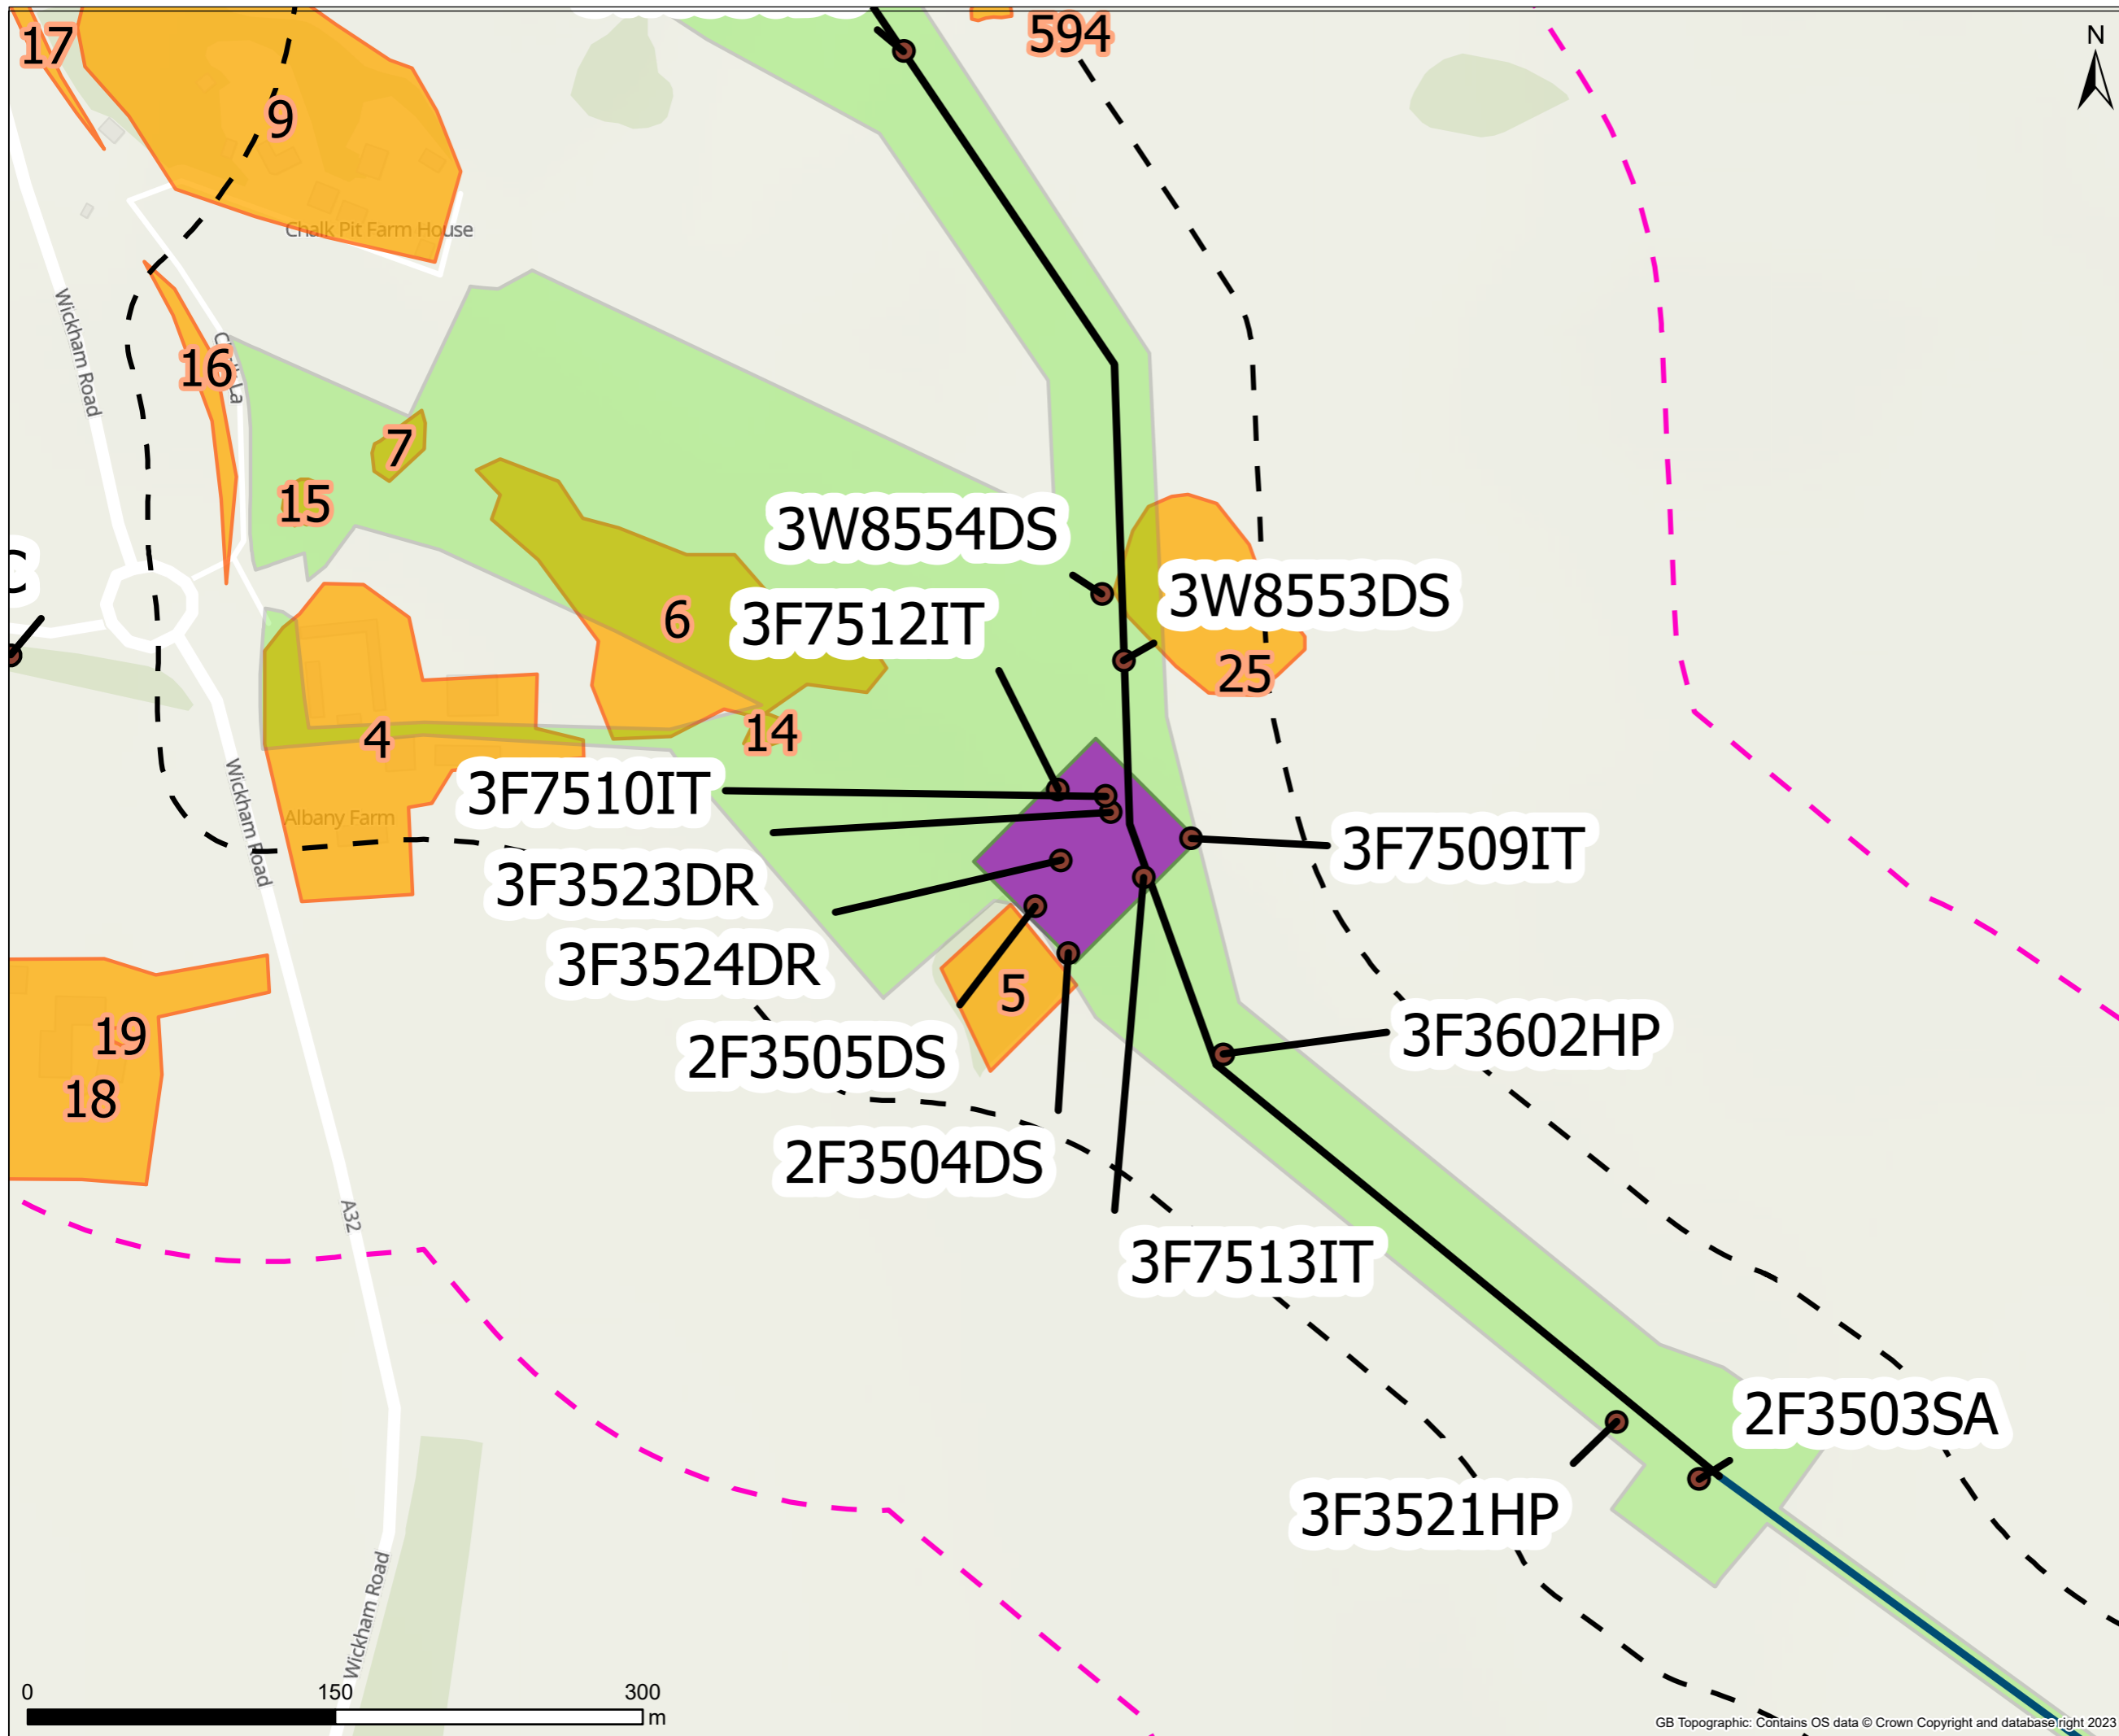 17
594
N
9
Chalk Pit Farm House
Wickham Road
16
7
15
3W8554DS
C
3W8553DS
6
3F7512IT
25
4
14
3F7510IT
Wickham Road
Albany Farm
3F7509IT
3F3523DR
3F3524DR
5
19
2F3505DS
3F3602HP
18
2F3504DS
A32
3F7513IT
2F3503SA
3F3521HP
Wickham Road
0 150 300
m
GB Topographic: Contains OS data © Crown Copyright and database right 2023